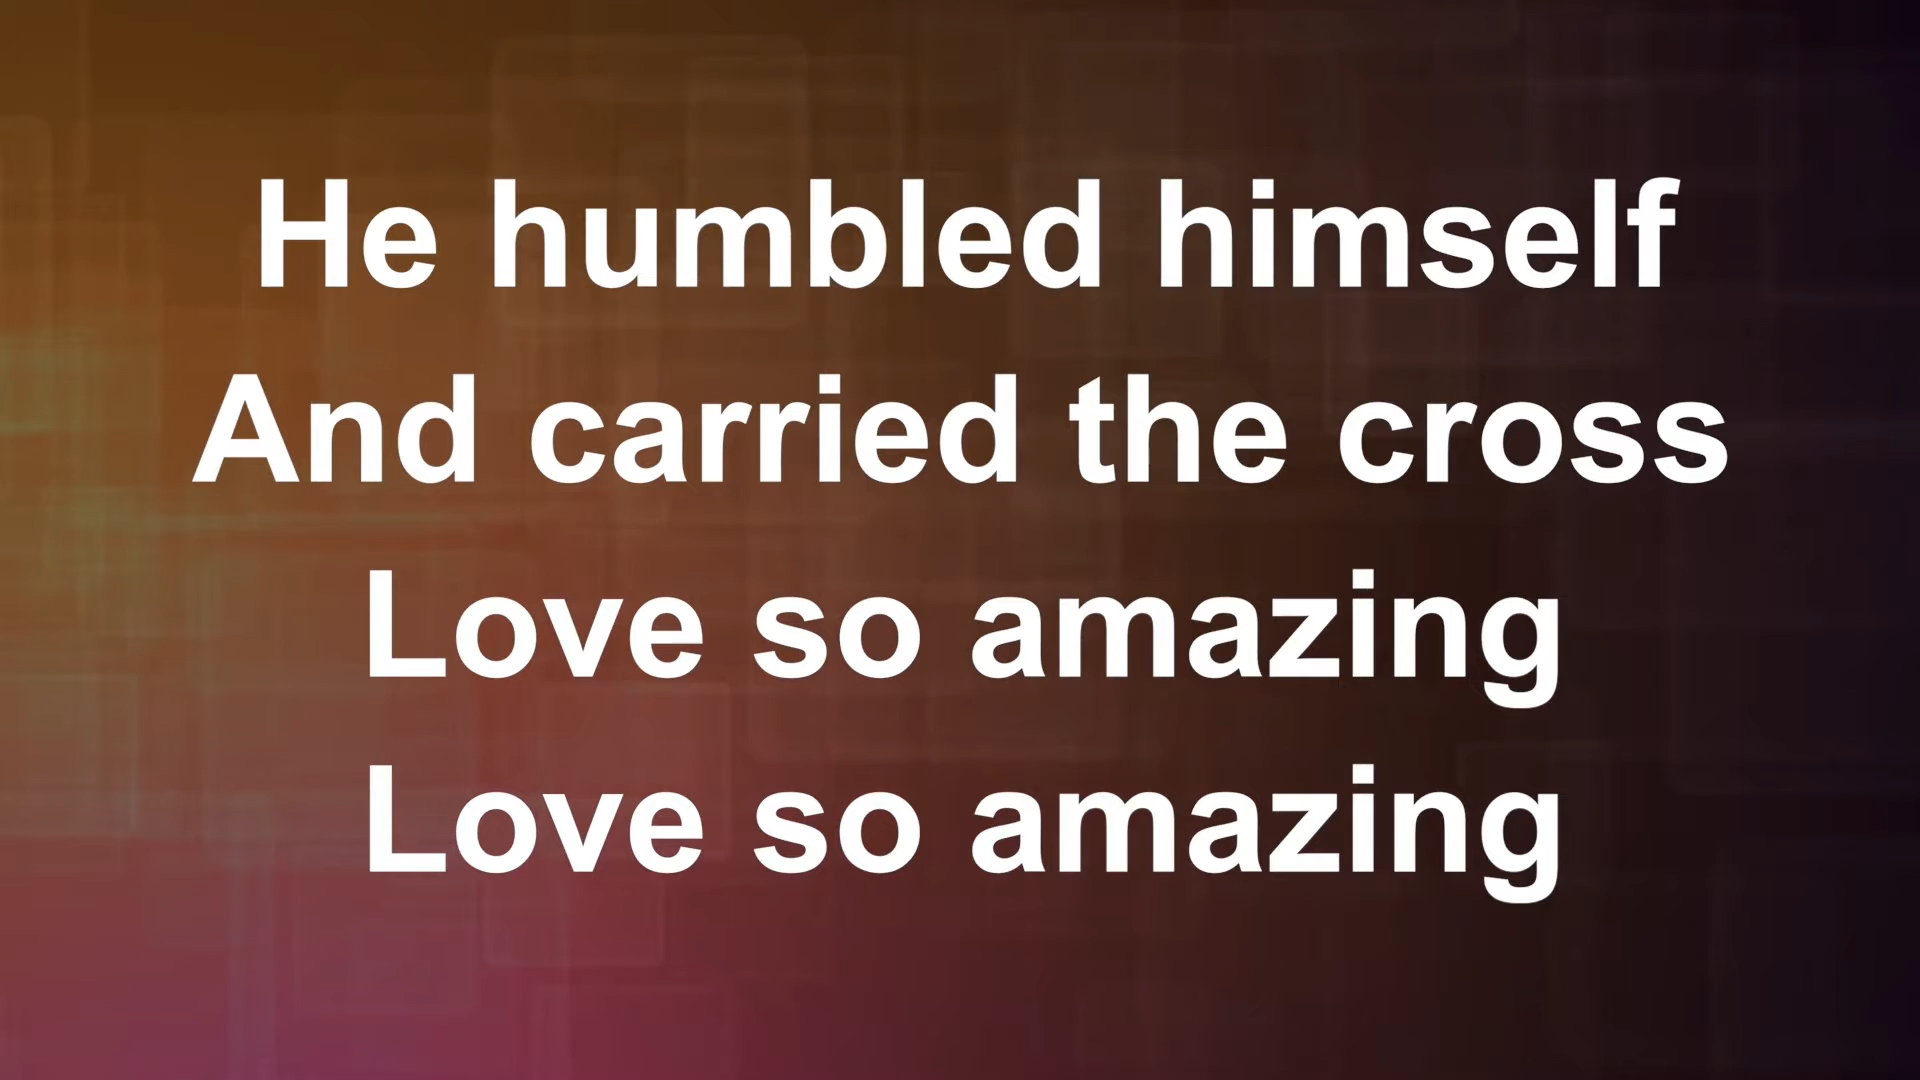 He humbled himself
And carried the cross
Love so amazing
Love so amazing